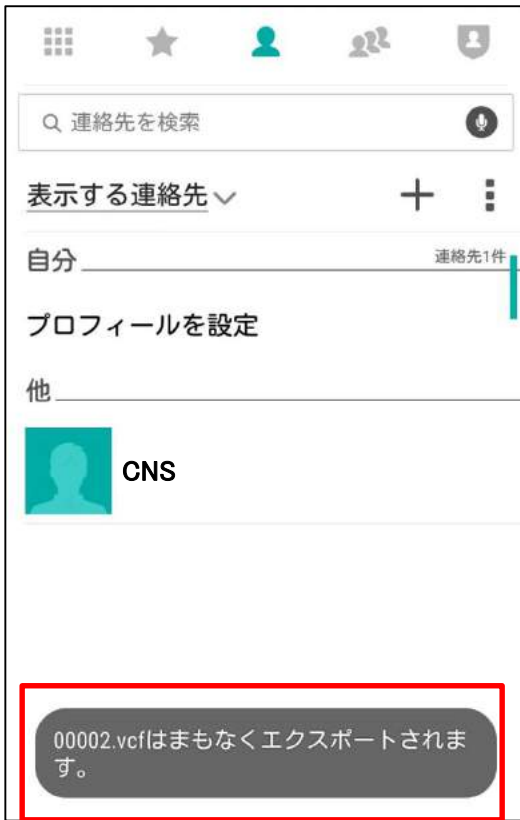 連絡先を検索
表示する連絡先
自分
連絡先1件
プロフィールを設定
他
CNS
00002.vcfはまもなくエクスポートされま
す。